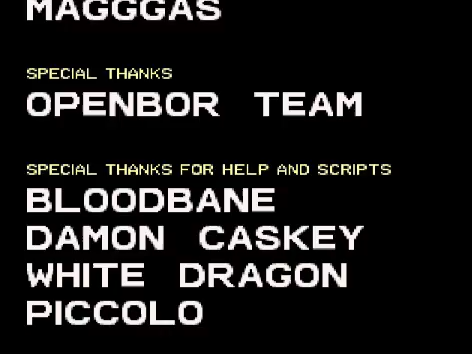 MAGGGAS
SPECIAL THANKS
OPENBOR TEAM
SPECIAL THANKS FOR HELP AND SCRIPTS
BLOODBANE
DAMON CASKEY
WHITE DRAGON
PICCOLO